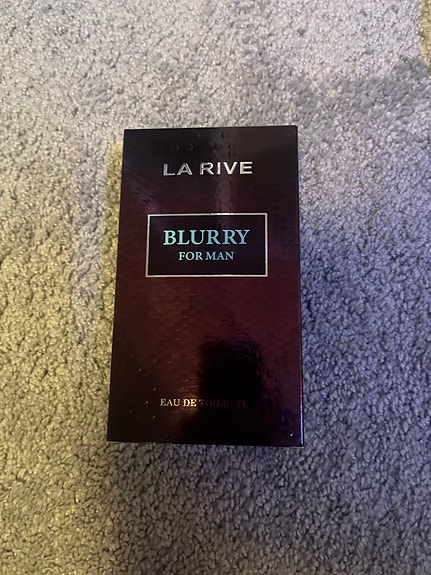 LA RIVE
BLURRY
FOR MAN
EAU DE TOILETTE